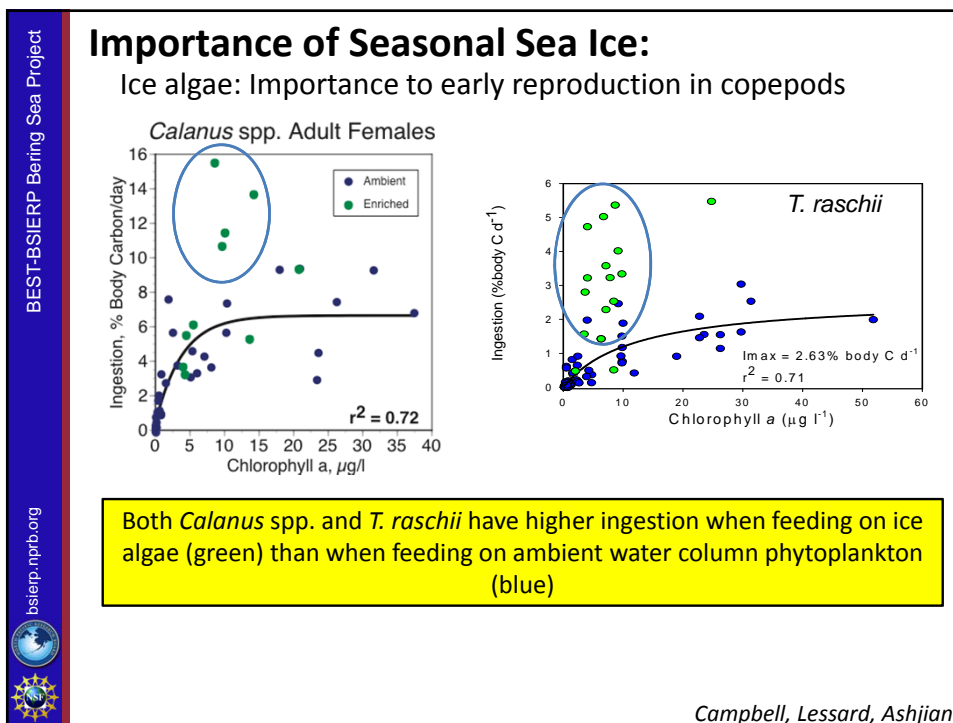 BEST-BSIERP Bering Sea Project
bsierp.nprb.org
NSF
Importance of Seasonal Sea Ice:
Ice algae: Importance to early reproduction in copepods
Calanus spp. Adult Females
Ingestion, % Body Carbon/day
16
14
12
10
8
6
4
2
0
Ambient
Enriched
r² = 0.72
0 5 10 15 20 25 30 35 40
Chlorophyll a, µg/l
Ingestion (%body C d⁻¹)
6
5
4
3
2
1
0
T. raschii
Imax = 2.63% body C d⁻¹
r² = 0.71
0 10 20 30 40 50 60
Chlorophyll a (µg l⁻¹)
Both Calanus spp. and T. raschii have higher ingestion when feeding on ice
algae (green) than when feeding on ambient water column phytoplankton
(blue)
Campbell, Lessard, Ashjian